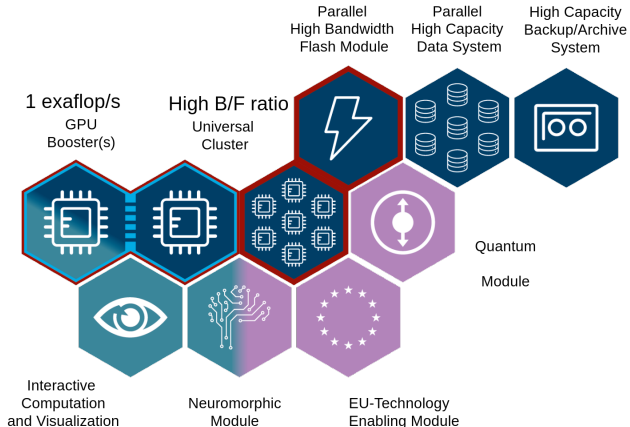 Parallel
High Bandwidth
Flash Module
Parallel
High Capacity
Data System
High Capacity
Backup/Archive
System
1 exaflop/s
GPU
Booster(s)
High B/F ratio
Universal
Cluster
Quantum
Module
Interactive
Computation
and Visualization
Neuromorphic
Module
EU-Technology
Enabling Module